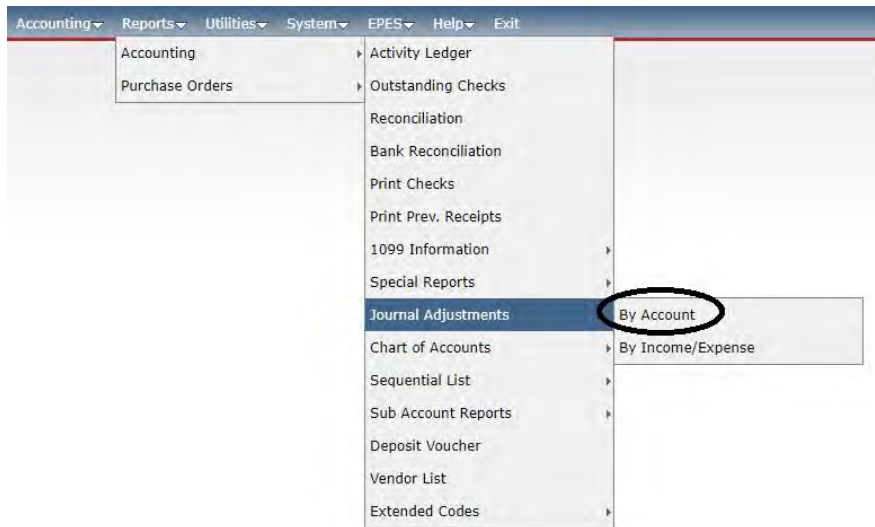 Accounting Reports Utilities System EPES Help Exit
Accounting
Purchase Orders
Activity Ledger
Outstanding Checks
Reconciliation
Bank Reconciliation
Print Checks
Print Prev. Receipts
1099 Information
Special Reports
Journal Adjustments
Chart of Accounts
Sequential List
Sub Account Reports
Deposit Voucher
Vendor List
Extended Codes
By Account
By Income/Expense